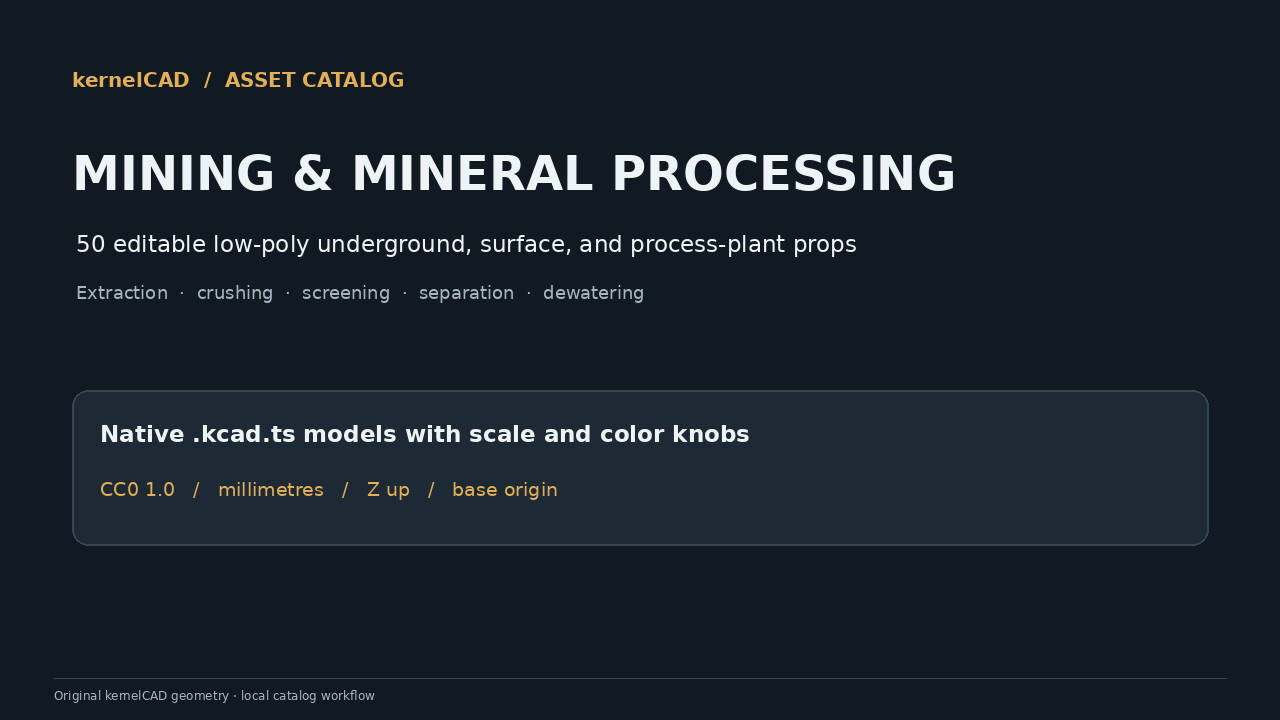 kernelCAD / ASSET CATALOG
MINING & MINERAL PROCESSING
50 editable low-poly underground, surface, and process-plant props
Extraction · crushing · screening · separation · dewatering
Native .kcad.ts models with scale and color knobs
CC0 1.0 / millimetres / Z up / base origin
Original kernelCAD geometry · local catalog workflow